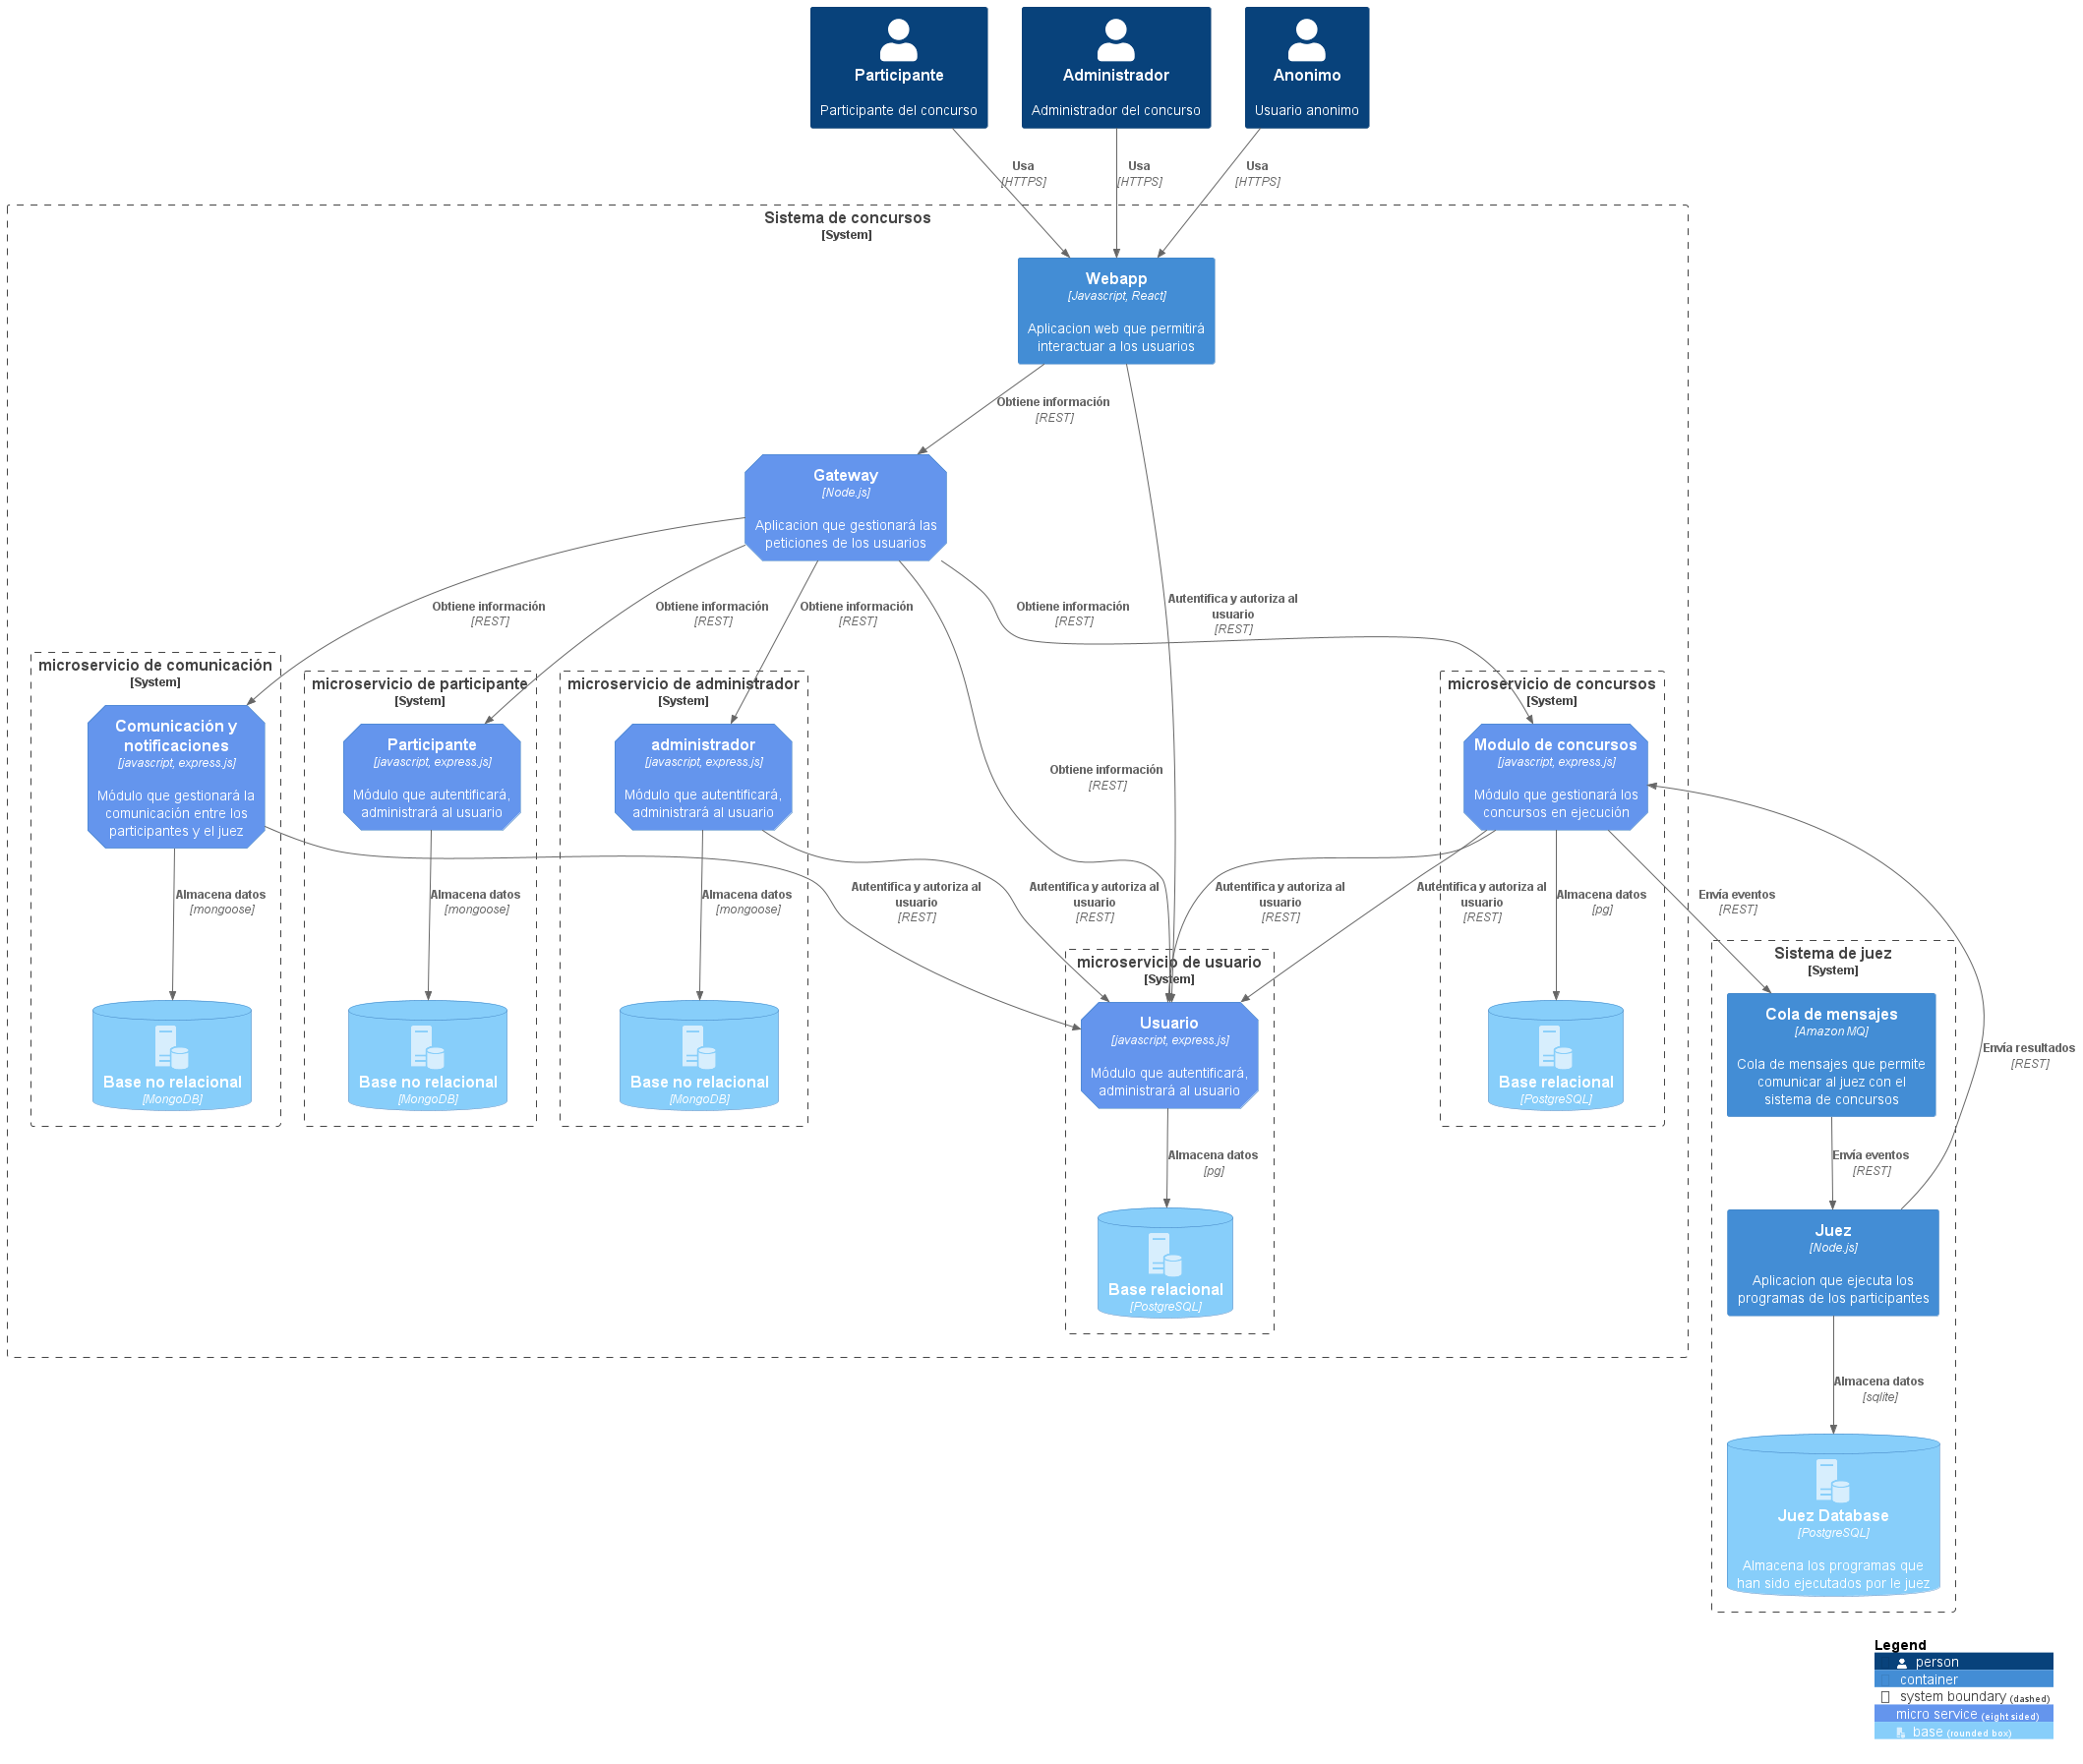 Participante
Participante del concurso
Administrador
Administrador del concurso
Anonimo
Usuario anonimo
Usa
[HTTPS]
Usa
[HTTPS]
Usa
[HTTPS]
Sistema de concursos
[System]
Webapp
[Javascript, React]
Aplicacion web que permitirá
interactuar a los usuarios
Obtiene información
[REST]
Gateway
[Node.js]
Aplicacion que gestionará las
peticiones de los usuarios
Obtiene información
[REST]
Obtiene información
[REST]
Obtiene información
[REST]
Obtiene información
[REST]
Autentifica y autoriza al
usuario
[REST]
microservicio de comunicación
[System]
Comunicación y
notificaciones
[javascript, express.js]
Módulo que gestionará la
comunicación entre los
participantes y el juez
microservicio de participante
[System]
Participante
[javascript, express.js]
Módulo que autentificará,
administrará al usuario
microservicio de administrador
[System]
administrador
[javascript, express.js]
Módulo que autentificará,
administrará al usuario
Obtiene información
[REST]
microservicio de concursos
[System]
Modulo de concursos
[javascript, express.js]
Módulo que gestionará los
concursos en ejecución
Almacena datos
[mongoose]
Almacena datos
[mongoose]
Almacena datos
[mongoose]
Autentifica y autoriza al
usuario
[REST]
Autentifica y autoriza al
usuario
[REST]
Autentifica y autoriza al
usuario
[REST]
Autentifica y autoriza al
usuario
[REST]
Almacena datos
[pg]
Envía eventos
[REST]
Base no relacional
[MongoDB]
Base no relacional
[MongoDB]
Base no relacional
[MongoDB]
microservicio de usuario
[System]
Usuario
[javascript, express.js]
Módulo que autentificará,
administrará al usuario
Base relacional
[PostgreSQL]
Sistema de juez
[System]
Cola de mensajes
[Amazon MQ]
Cola de mensajes que permite
comunicar al juez con el
sistema de concursos
Envía resultados
[REST]
Almacena datos
[pg]
Envía eventos
[REST]
Base relacional
[PostgreSQL]
Juez
[Node.js]
Aplicacion que ejecuta los
programas de los participantes
Almacena datos
[sqlite]
Juez Database
[PostgreSQL]
Almacena los programas que
han sido ejecutados por le juez
Legend
person
container
system boundary (dashed)
micro service (eight sided)
base (rounded box)